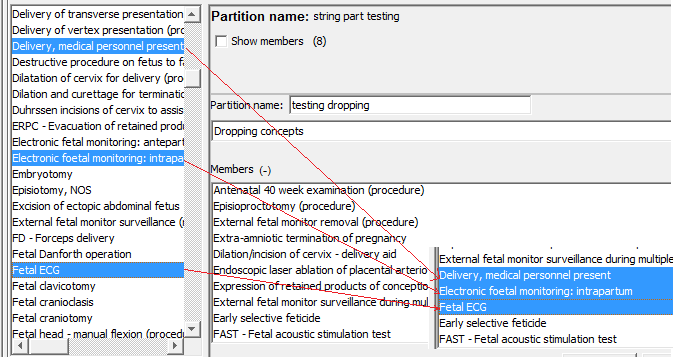 Delivery of transverse presentation
Delivery of vertex presentation (pro
Delivery, medical personnel present
Destructive procedure on fetus to fa
Dilatation of cervix for delivery (pro
Dilation and curettage for terminatio
Duhrssen incisions of cervix to assis
ERPC - Evacuation of retained produ
Electronic fetal monitoring: antepart
Electronic foetal monitoring: intrapar
Embryotomy
Episiotomy, NOS
Excision of ectopic abdominal fetus
External fetal monitor surveillance (
FD - Forceps delivery
Fetal Danforth operation
Fetal ECG
Fetal clavicotomy
Fetal cranioclasis
Fetal craniotomy
Fetal head - manual flexion (procedu
Partition name: string part testing
Show members (8)
Partition name: testing dropping
Dropping concepts
Members (-)
Antenatal 40 week examination (procedure)
Episioproctotomy (procedure)
External fetal monitor removal (procedure)
Extra-amniotic termination of pregnancy
Dilation/incision of cervix - delivery aid
Endoscopic laser ablation of placental arterio
Expression of retained products of conceptio
External fetal monitor surveillance during mul
Early selective feticide
FAST - Fetal acoustic stimulation test
External fetal monitor surveillance during multiple
Delivery, medical personnel present
Electronic foetal monitoring: intrapartum
Fetal ECG
Early selective feticide
FAST - Fetal acoustic stimulation test